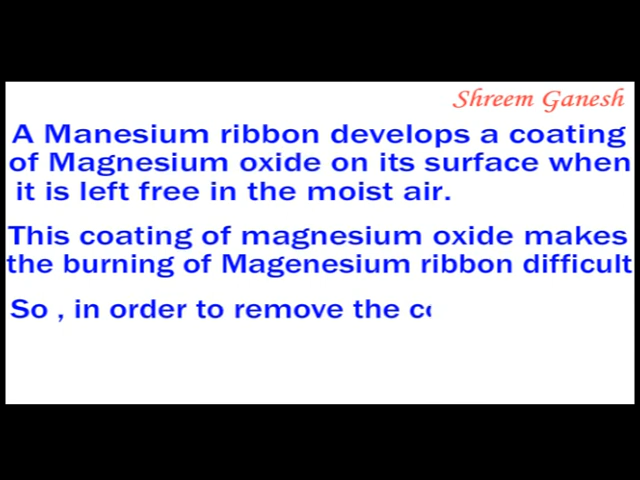 Shreem Ganesh
A Manesium ribbon develops a coating
of Magnesium oxide on its surface when
it is left free in the moist air.
This coating of magnesium oxide makes
the burning of Magenesium ribbon difficult
So , in order to remove the